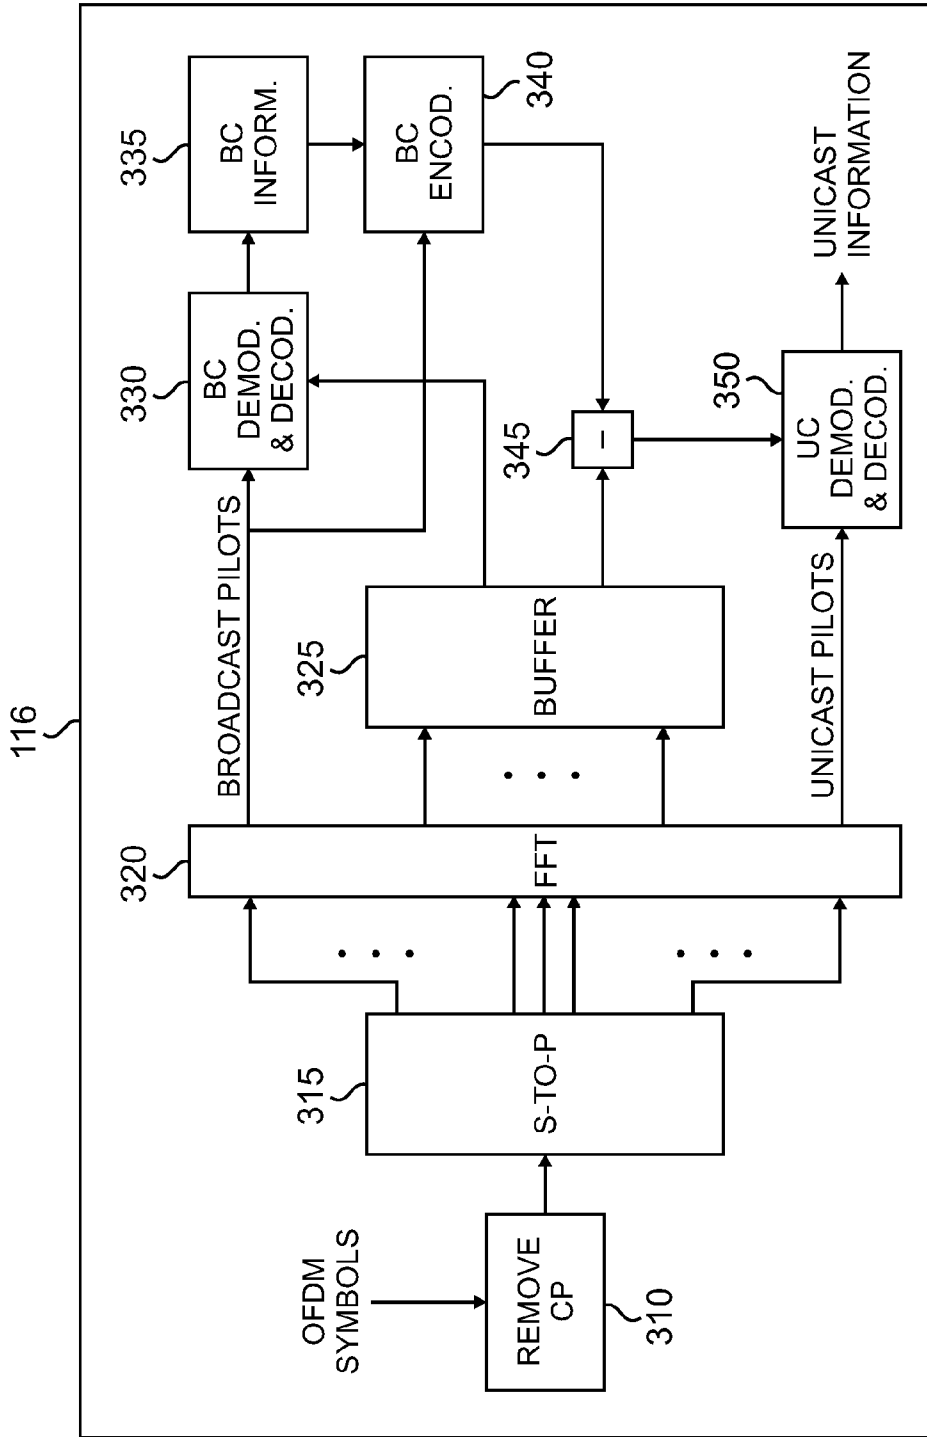 116
OFDM
SYMBOLS
REMOVE
CP
310
315
S-TO-P
320
FFT
BROADCAST PILOTS
325
BUFFER
UNICAST PILOTS
330
BC
DEMOD.
& DECOD.
335
BC
INFORM.
BC
ENCOD.
340
345
–
350
UC
DEMOD.
& DECOD.
UNICAST
INFORMATION